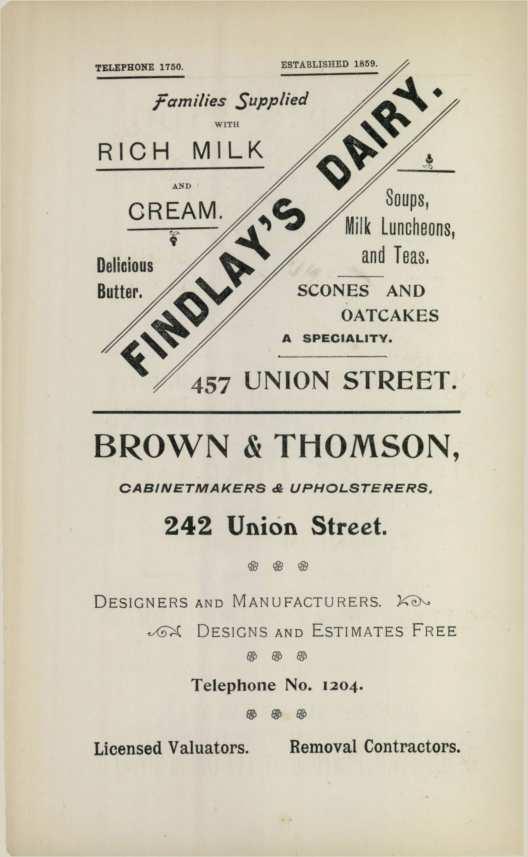 TELEPHONE 1750.
ESTABLISHED 1859.
Families Supplied
WITH
RICH MILK
AND
CREAM.
Delicious
Butter.
FINDLAY'S DAIRY.
Soups,
Milk Luncheons,
and Teas.
SCONES AND
OATCAKES
A SPECIALITY.
457 UNION STREET.
BROWN & THOMSON,
CABINETMAKERS & UPHOLSTERERS,
242 Union Street.
DESIGNERS AND MANUFACTURERS.
DESIGNS AND ESTIMATES FREE
Telephone No. 1204.
Licensed Valuators. Removal Contractors.